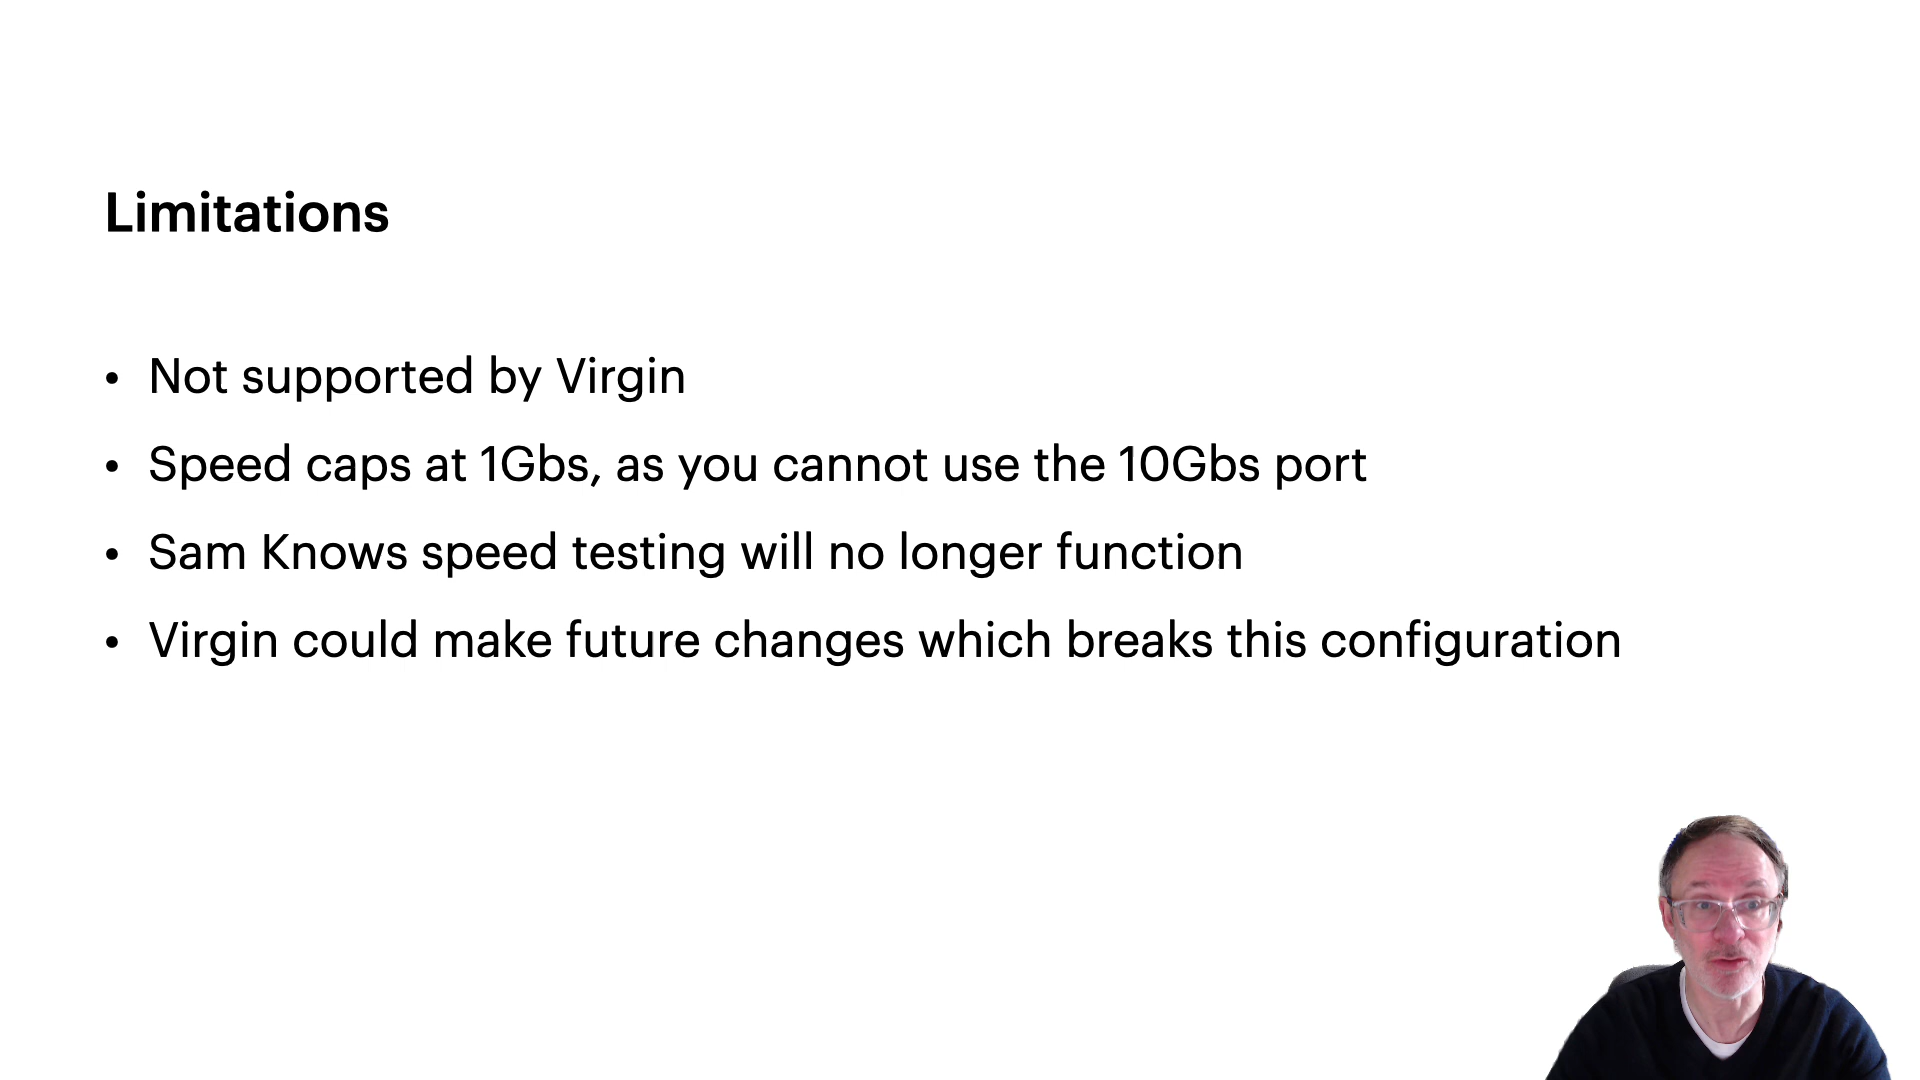 Limitations
• Not supported by Virgin
• Speed caps at 1Gbs, as you cannot use the 10Gbs port
• Sam Knows speed testing will no longer function
• Virgin could make future changes which breaks this configuration